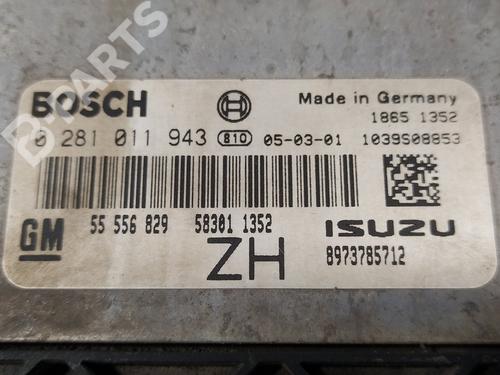 B-PARTS
BOSCH
Made in Germany
1865 1352
0 281 011 943 810 05-03-01 1039S08853
GM 55 556 829 58301 1352 ISUZU
ZH 8973785712